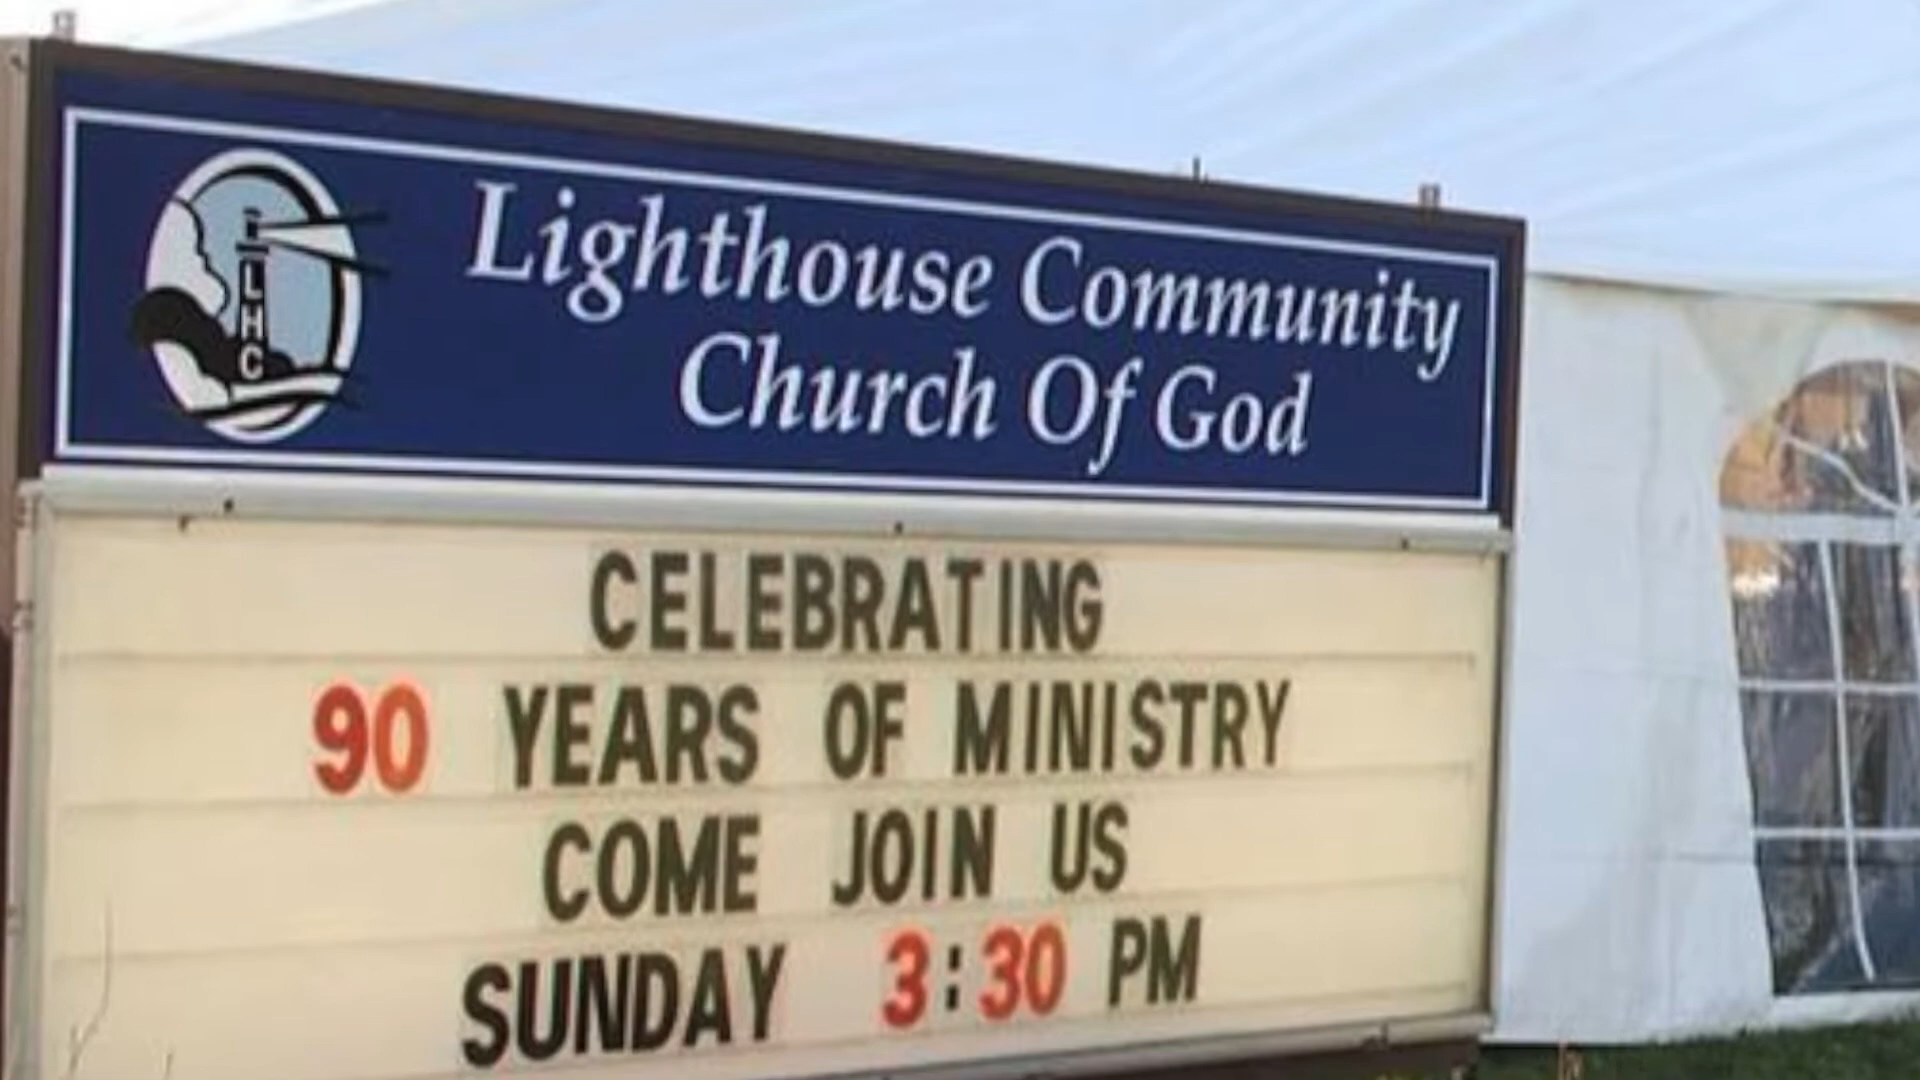 LHC
Lighthouse Community
Church Of God
CELEBRATING
90 YEARS OF MINISTRY
COME JOIN US
SUNDAY 3:30 PM